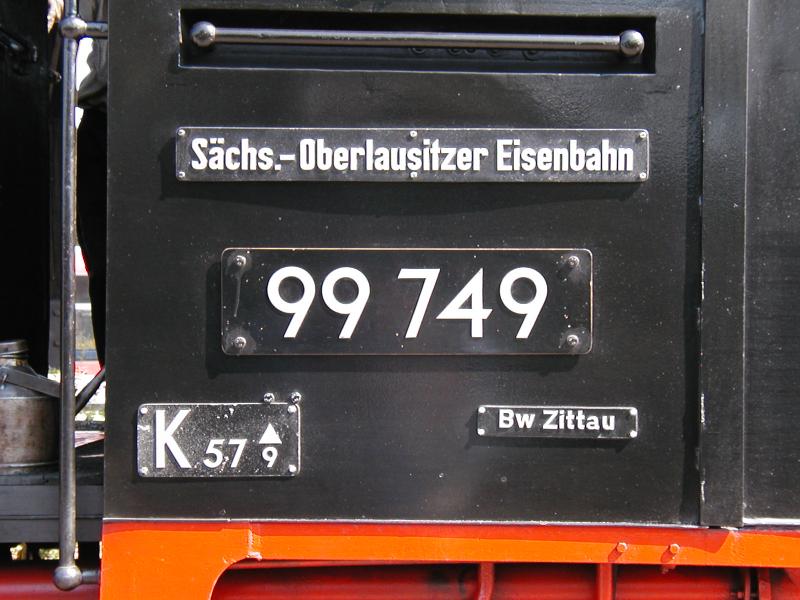 Sächs.-Oberlausitzer Eisenbahn
99 749
K 57 9
Bw Zittau